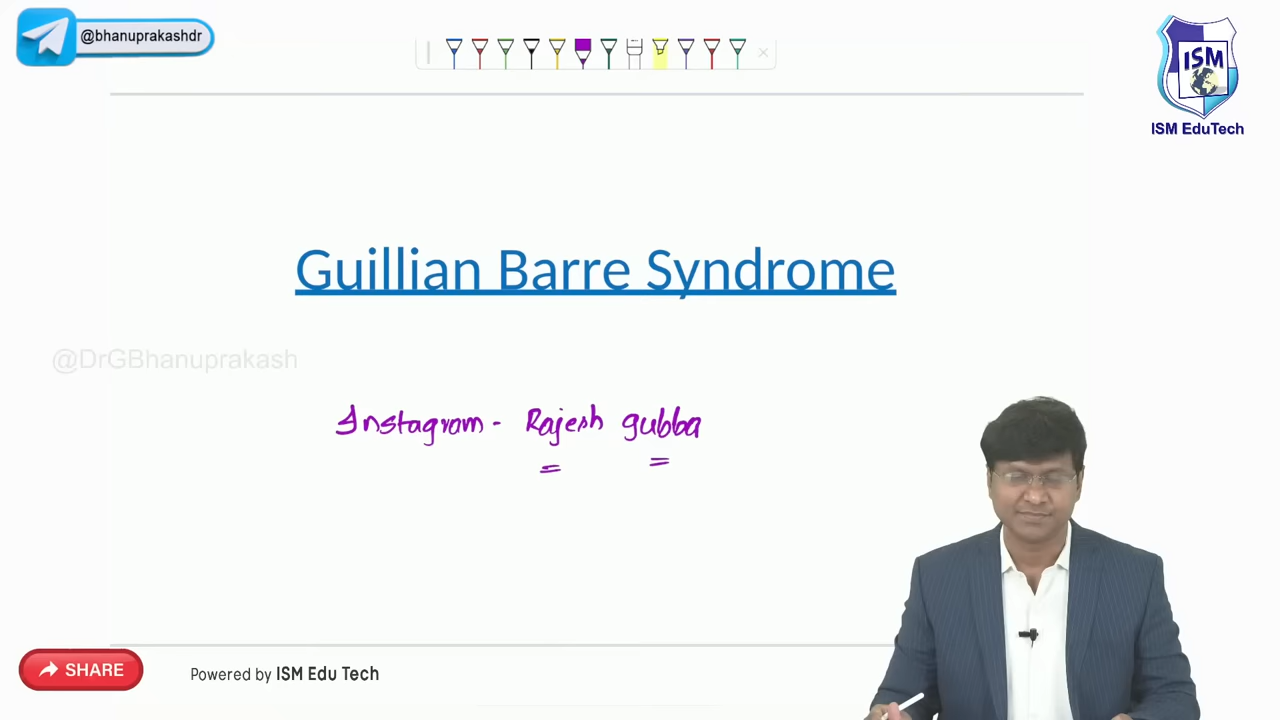 @bhanuprakashdr
ISM
ISM EduTech
Guillian Barre Syndrome
@DrGBhanuprakash
Instagram - Rajesh gubba
SHARE
Powered by ISM Edu Tech